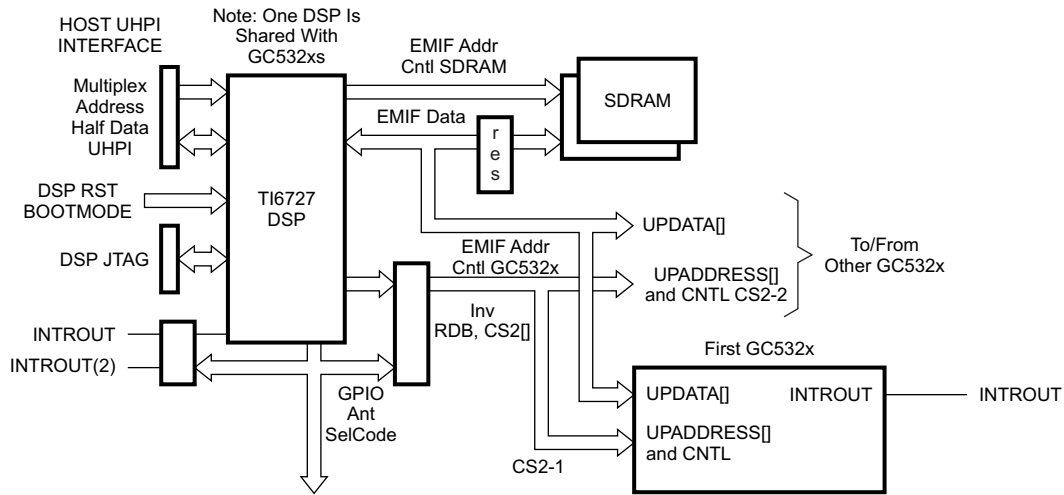 HOST UHPI
INTERFACE
Note: One DSP Is
Shared With
GC532xs
EMIF Addr
Cntl SDRAM
SDRAM
Multiplex
Address
Half Data
UHPI
EMIF Data
res
DSP RST
BOOTMODE
TI6727
DSP
UPDATA[]
DSP JTAG
EMIF Addr
Cntl GC532x
UPADDRESS[]
and CNTL CS2-2
To/From
Other GC532x
Inv
RDB, CS2[]
INTROUT
INTROUT(2)
First GC532x
GPIO
Ant
SelCode
UPDATA[]
INTROUT
INTROUT
UPADDRESS[]
and CNTL
CS2-1